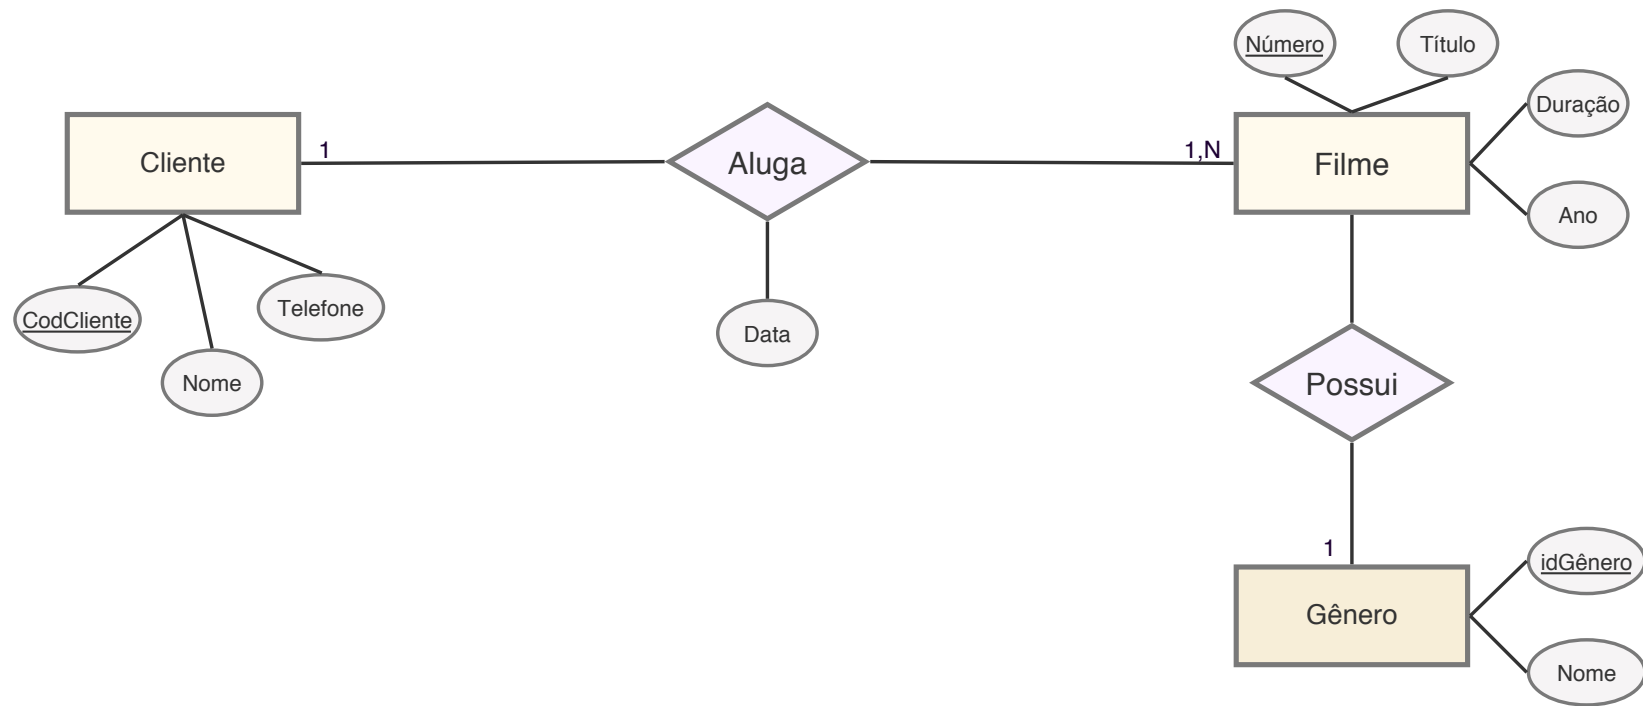 Número
Título
Duração
Cliente
1
Aluga
1,N
Filme
Ano
CodCliente
Nome
Telefone
Data
Possui
1
Gênero
idGênero
Nome